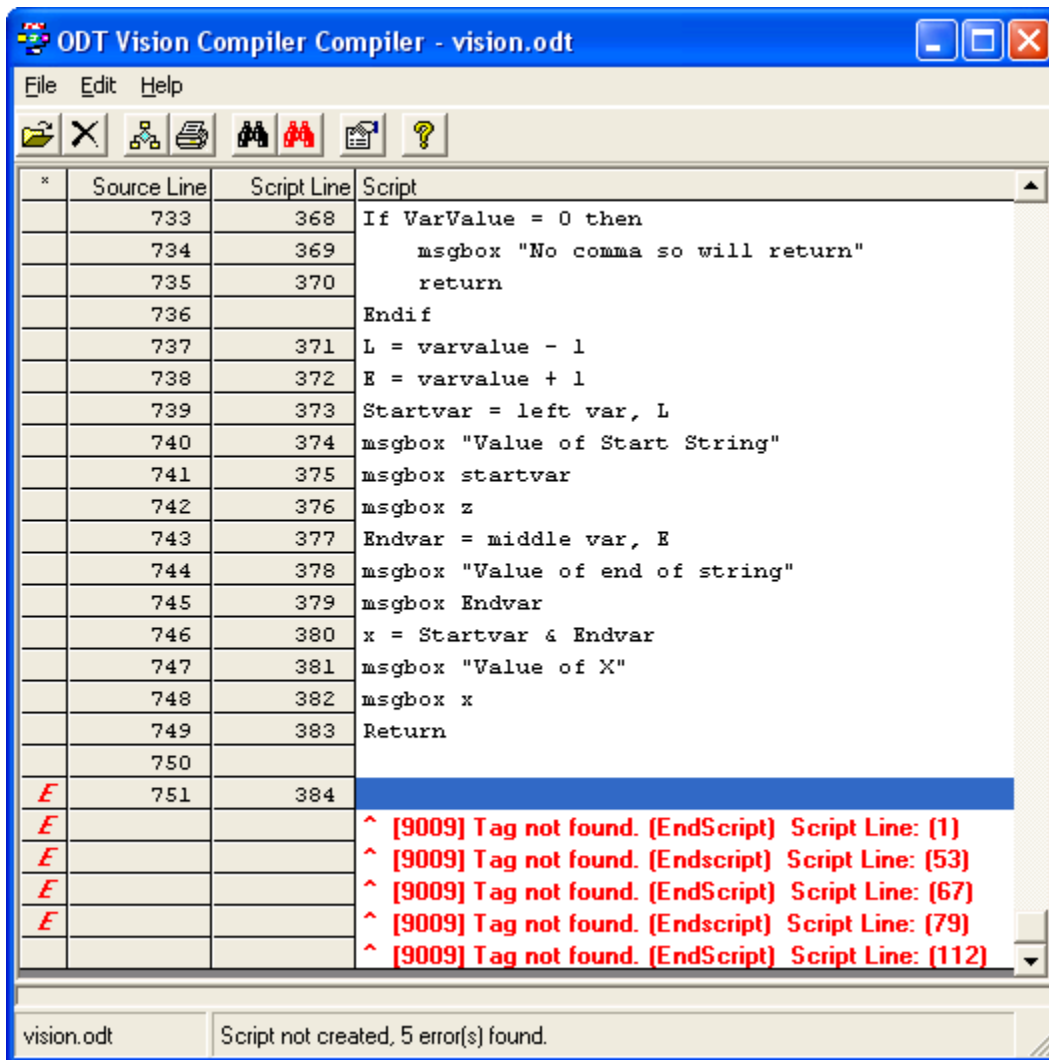 ODT Vision Compiler Compiler - vision.odt
File Edit Help
* Source Line Script Line Script
733 368 If VarValue = 0 then
734 369 msgbox "No comma so will return"
735 370 return
736 Endif
737 371 L = varvalue - 1
738 372 E = varvalue + 1
739 373 Startvar = left var, L
740 374 msgbox "Value of Start String"
741 375 msgbox startvar
742 376 msgbox z
743 377 Endvar = middle var, E
744 378 msgbox "Value of end of string"
745 379 msgbox Endvar
746 380 x = Startvar & Endvar
747 381 msgbox "Value of X"
748 382 msgbox x
749 383 Return
750
E 751 384
E ^ [9009] Tag not found. (EndScript) Script Line: (1)
E ^ [9009] Tag not found. (Endscript) Script Line: (53)
E ^ [9009] Tag not found. (EndScript) Script Line: (67)
E ^ [9009] Tag not found. (Endscript) Script Line: (79)
^ [9009] Tag not found. (EndScript) Script Line: (112)
vision.odt Script not created, 5 error(s) found.